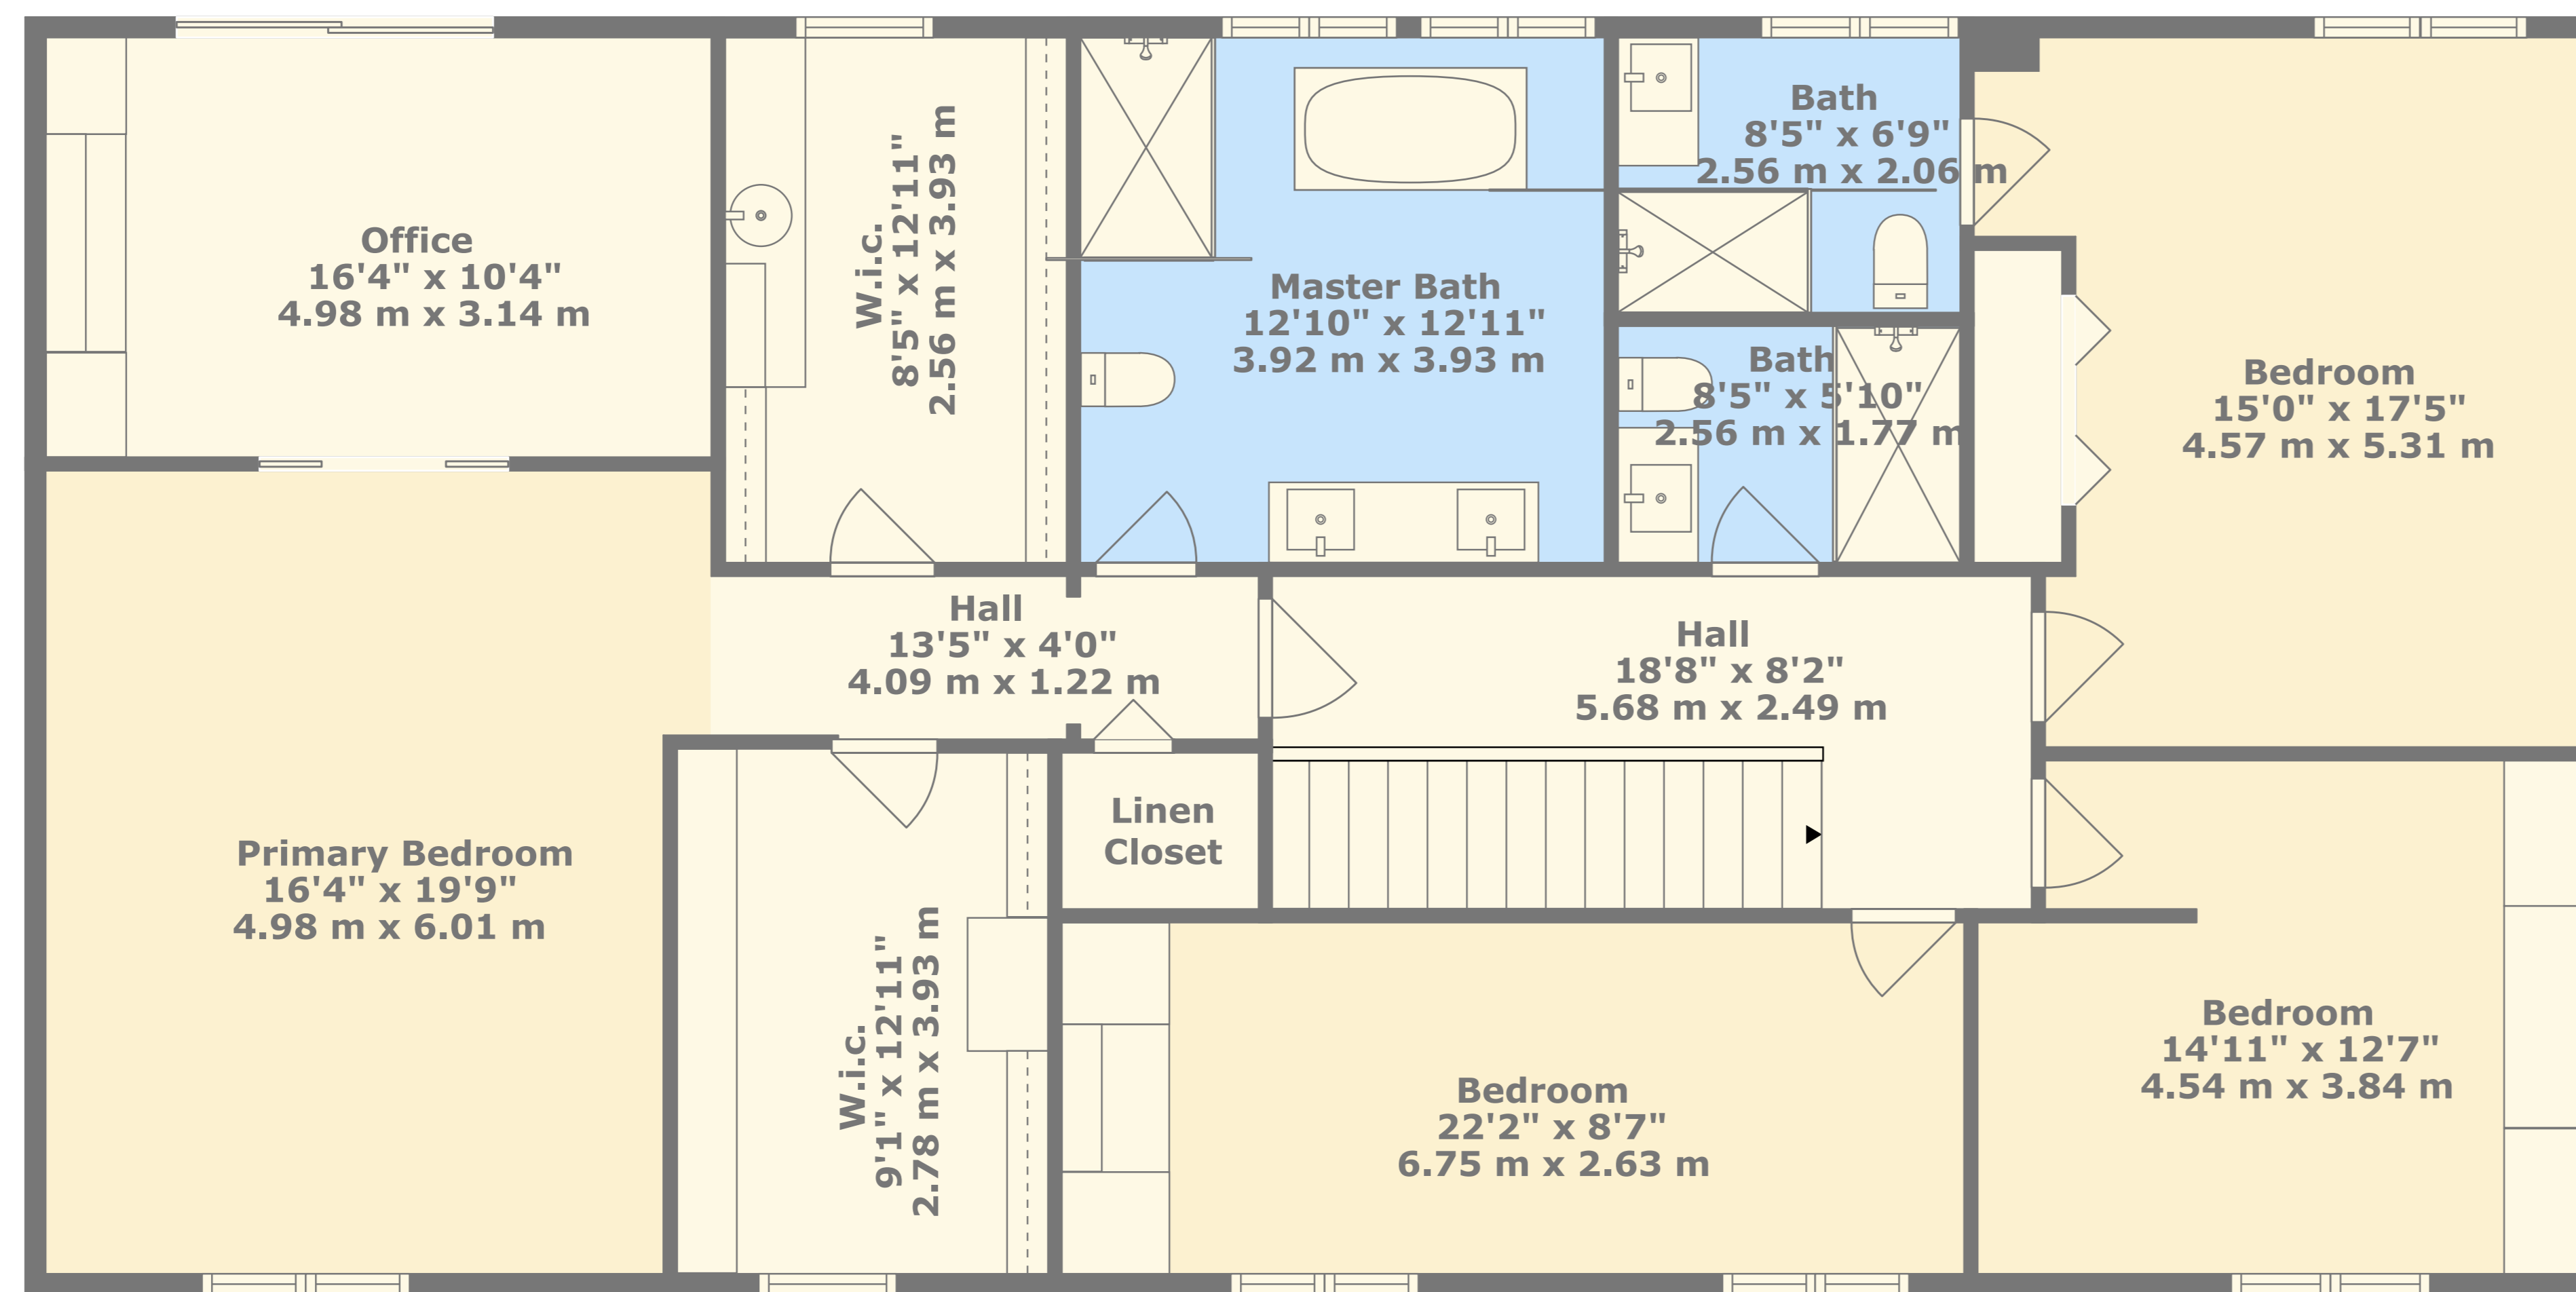 Office
16'4" x 10'4"
4.98 m x 3.14 m
W.i.c.
8'5" x 12'11"
2.56 m x 3.93 m
Master Bath
12'10" x 12'11"
3.92 m x 3.93 m
Bath
8'5" x 6'9"
2.56 m x 2.06 m
Bath
8'5" x 5'10"
2.56 m x 1.77 m
Bedroom
15'0" x 17'5"
4.57 m x 5.31 m
Hall
13'5" x 4'0"
4.09 m x 1.22 m
Hall
18'8" x 8'2"
5.68 m x 2.49 m
Primary Bedroom
16'4" x 19'9"
4.98 m x 6.01 m
Linen
Closet
W.i.c.
9'1" x 12'11"
2.78 m x 3.93 m
Bedroom
22'2" x 8'7"
6.75 m x 2.63 m
Bedroom
14'11" x 12'7"
4.54 m x 3.84 m